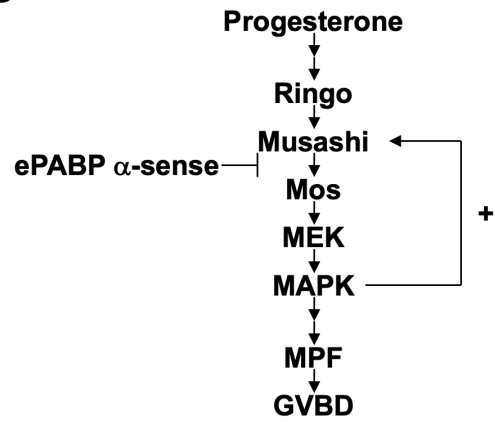 Progesterone
Ringo
Musashi
ePABP α-sense
Mos
MEK
+
MAPK
MPF
GVBD